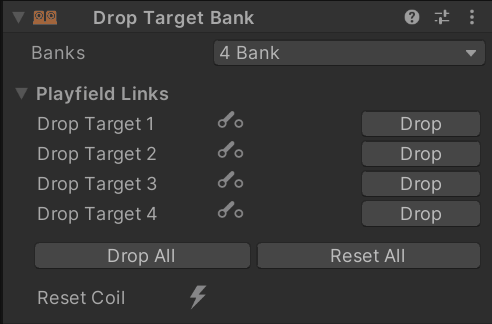 Drop Target Bank
Banks 4 Bank
Playfield Links
Drop Target 1 Drop
Drop Target 2 Drop
Drop Target 3 Drop
Drop Target 4 Drop
Drop All Reset All
Reset Coil